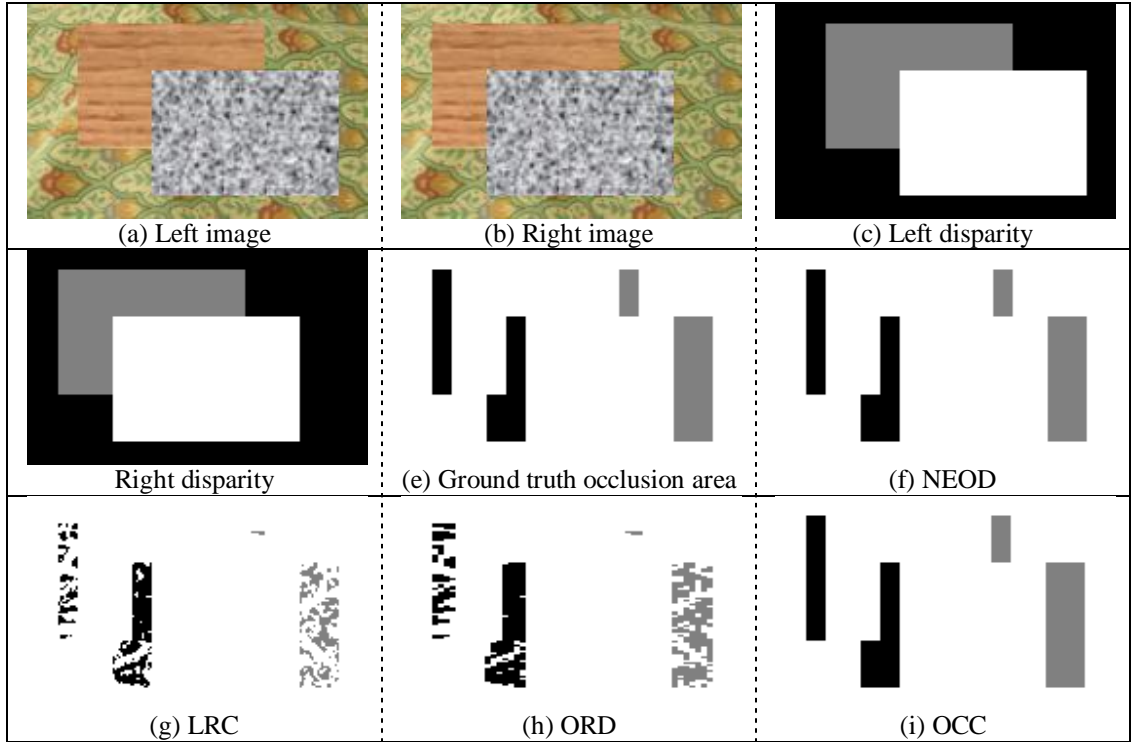 (a) Left image
(b) Right image
(c) Left disparity
Right disparity
(e) Ground truth occlusion area
(f) NEOD
(g) LRC
(h) ORD
(i) OCC